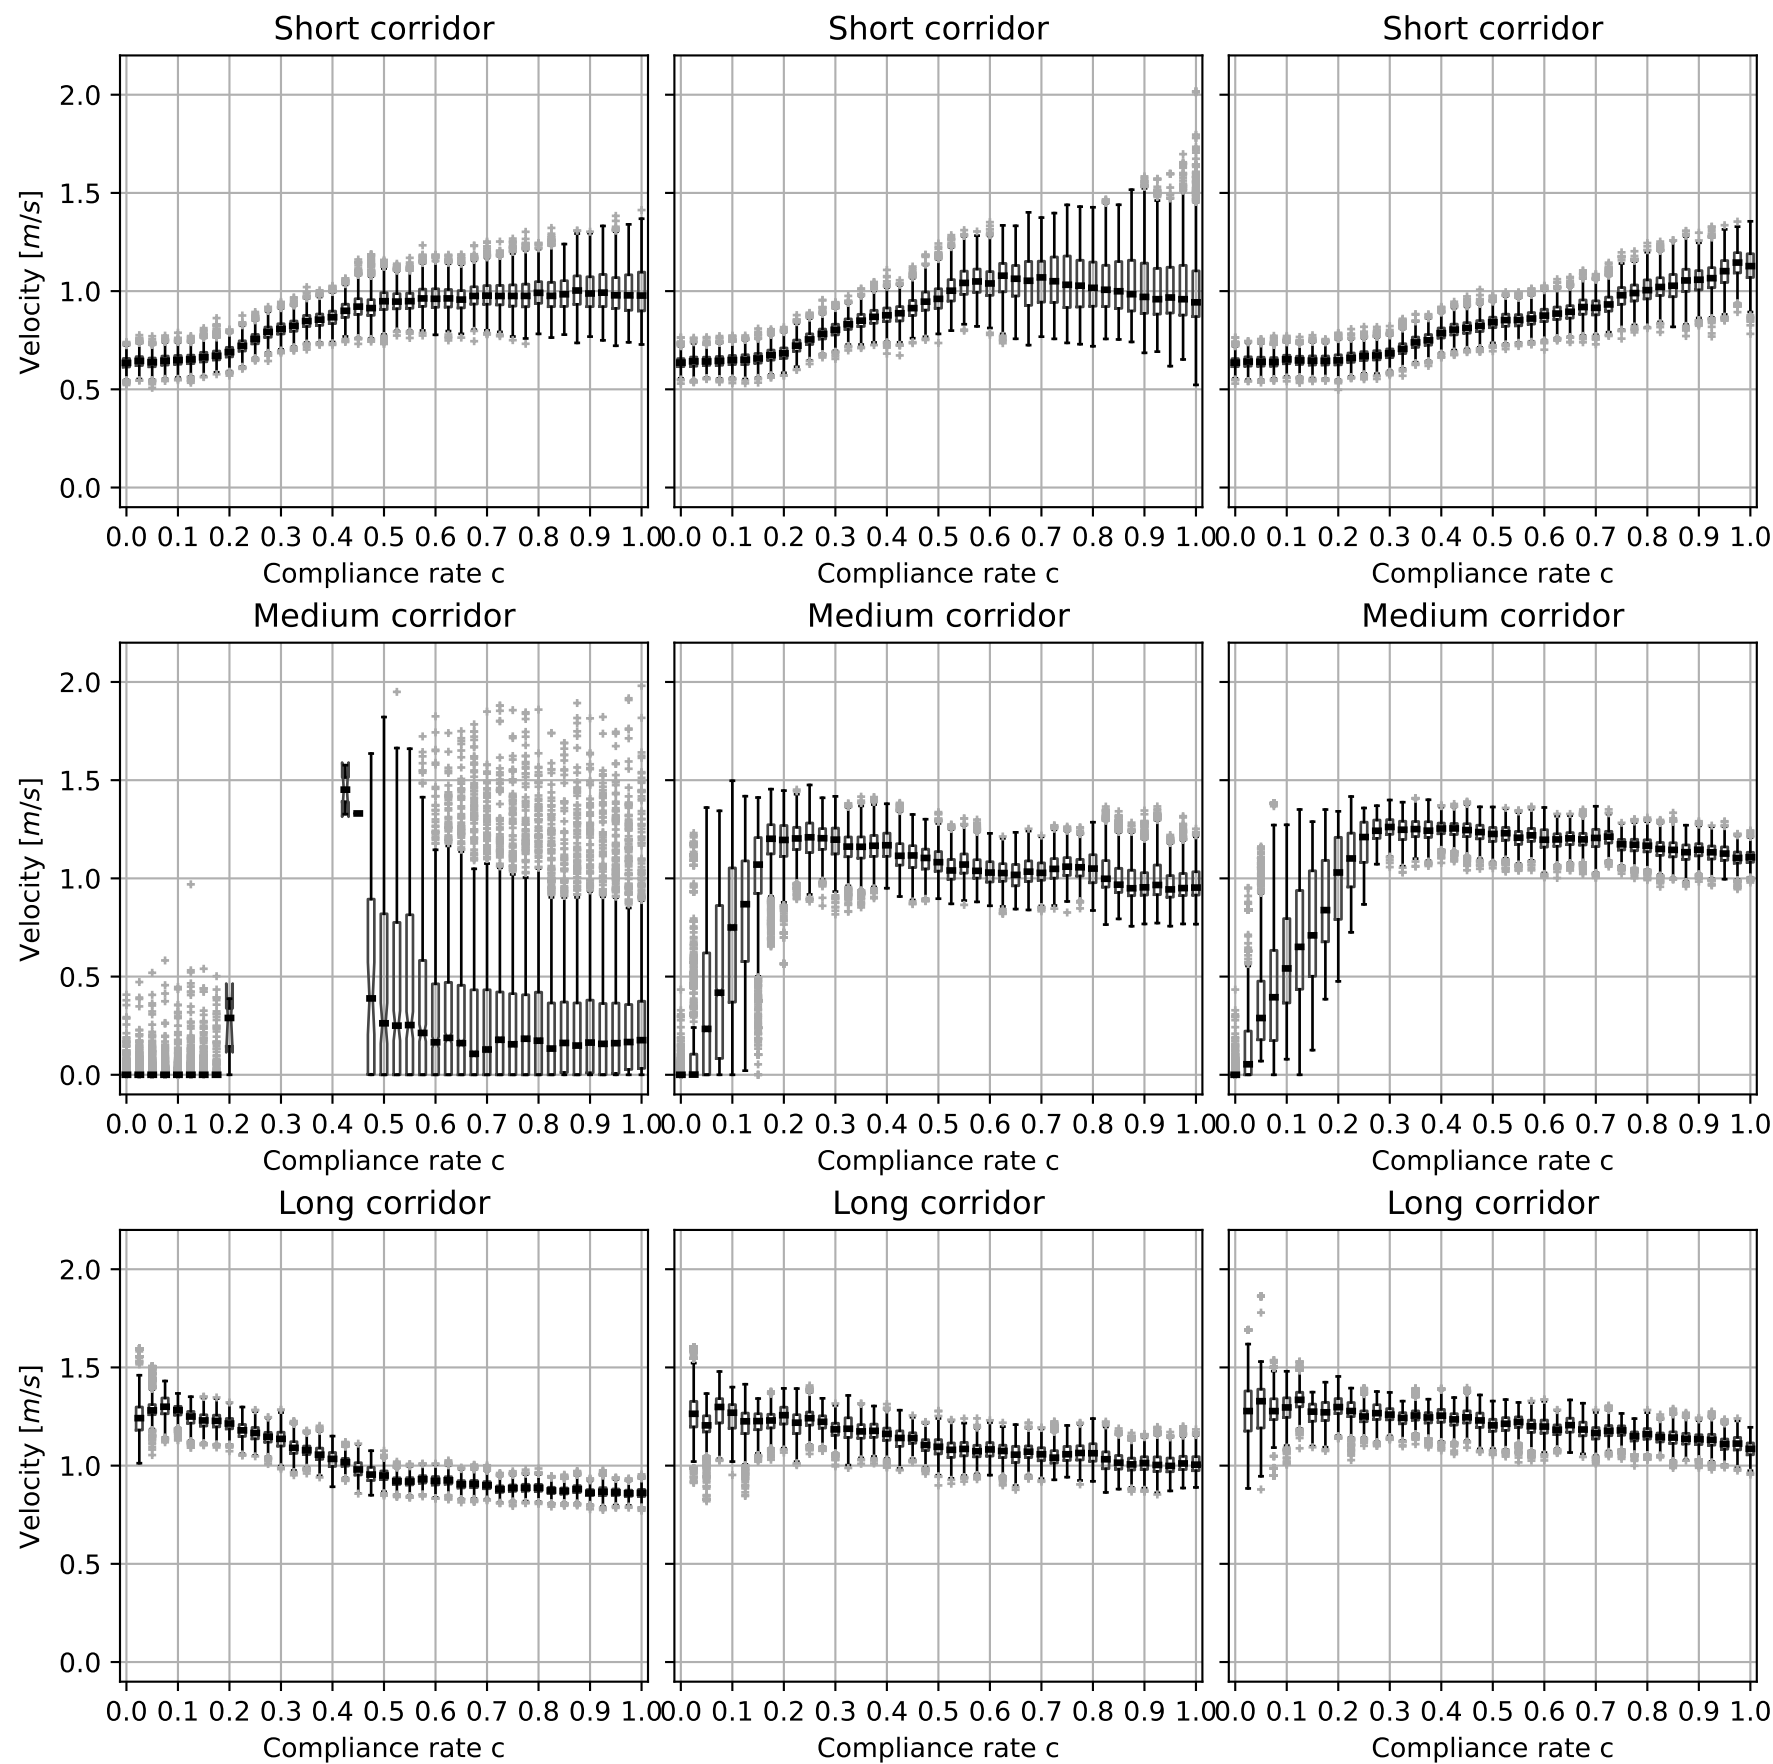 Short corridor Short corridor Short corridor
2.0
1.5
1.0
0.5
0.0
Velocity [m/s]
0.0 0.1 0.2 0.3 0.4 0.5 0.6 0.7 0.8 0.9 1.0 0.0 0.1 0.2 0.3 0.4 0.5 0.6 0.7 0.8 0.9 1.0 0.0 0.1 0.2 0.3 0.4 0.5 0.6 0.7 0.8 0.9 1.0
Compliance rate c Compliance rate c Compliance rate c
Medium corridor Medium corridor Medium corridor
2.0
1.5
1.0
0.5
0.0
Velocity [m/s]
0.0 0.1 0.2 0.3 0.4 0.5 0.6 0.7 0.8 0.9 1.0 0.0 0.1 0.2 0.3 0.4 0.5 0.6 0.7 0.8 0.9 1.0 0.0 0.1 0.2 0.3 0.4 0.5 0.6 0.7 0.8 0.9 1.0
Compliance rate c Compliance rate c Compliance rate c
Long corridor Long corridor Long corridor
2.0
1.5
1.0
0.5
0.0
Velocity [m/s]
0.0 0.1 0.2 0.3 0.4 0.5 0.6 0.7 0.8 0.9 1.0 0.0 0.1 0.2 0.3 0.4 0.5 0.6 0.7 0.8 0.9 1.0 0.0 0.1 0.2 0.3 0.4 0.5 0.6 0.7 0.8 0.9 1.0
Compliance rate c Compliance rate c Compliance rate c